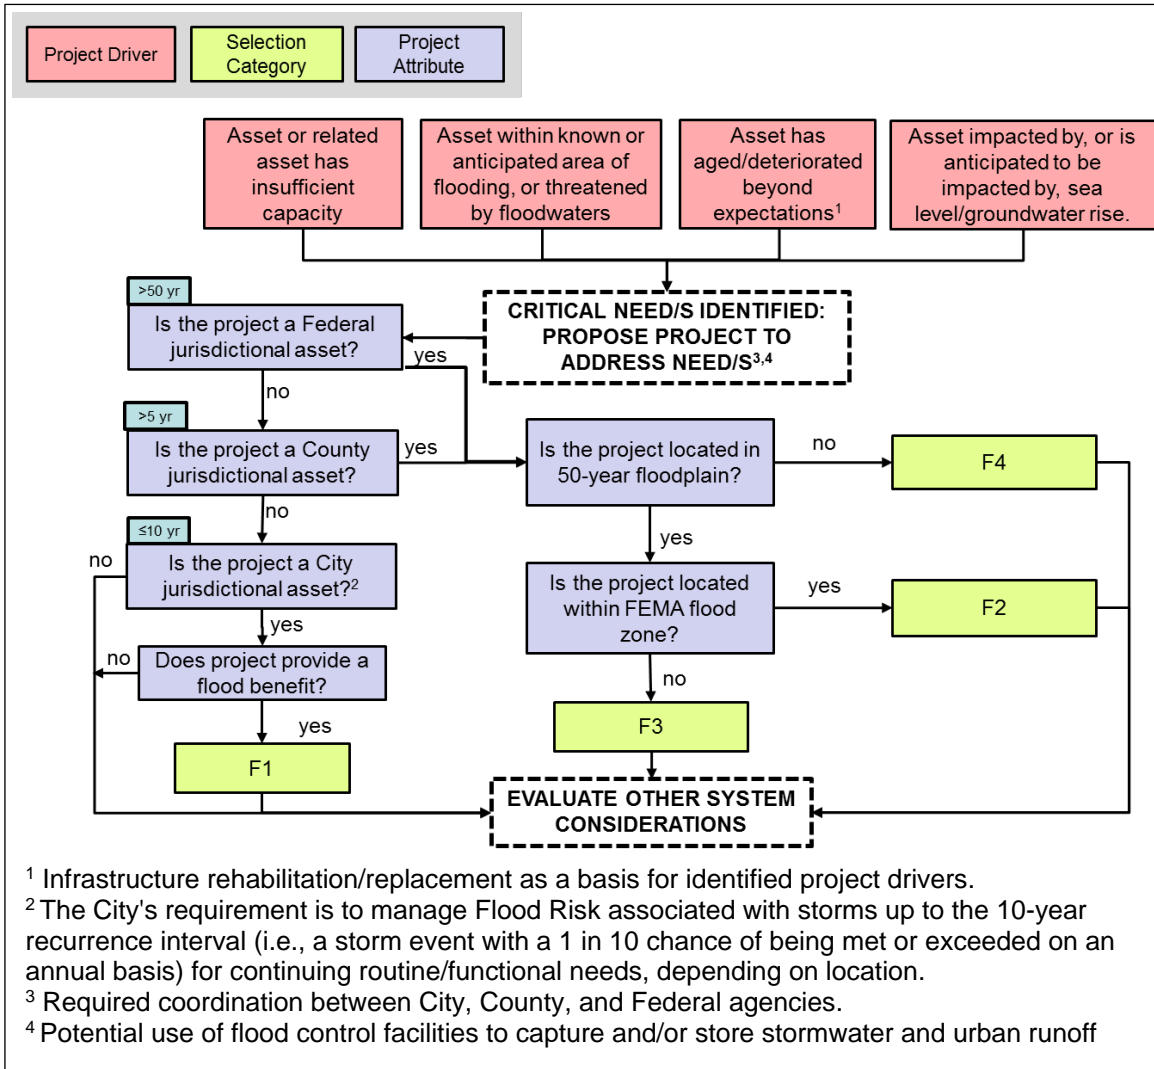 Project Driver
Selection
Category
Project
Attribute
Asset or related
asset has
insufficient
capacity
Asset within known or
anticipated area of
flooding, or threatened
by floodwaters
Asset has
aged/deteriorated
beyond
expectations¹
Asset impacted by, or is
anticipated to be
impacted by, sea
level/groundwater rise.
CRITICAL NEED/S IDENTIFIED:
PROPOSE PROJECT TO
ADDRESS NEED/S³,⁴
>50 yr
Is the project a Federal
jurisdictional asset?
yes
no
>5 yr
Is the project a County
jurisdictional asset?
yes
no
Is the project located in
50-year floodplain?
no
F4
yes
≤10 yr
Is the project a City
jurisdictional asset?²
no
yes
Is the project located
within FEMA flood
zone?
yes
F2
no
Does project provide a
flood benefit?
no
yes
F3
F1
EVALUATE OTHER SYSTEM
CONSIDERATIONS
¹ Infrastructure rehabilitation/replacement as a basis for identified project drivers.
² The City's requirement is to manage Flood Risk associated with storms up to the 10-year
recurrence interval (i.e., a storm event with a 1 in 10 chance of being met or exceeded on an
annual basis) for continuing routine/functional needs, depending on location.
³ Required coordination between City, County, and Federal agencies.
⁴ Potential use of flood control facilities to capture and/or store stormwater and urban runoff